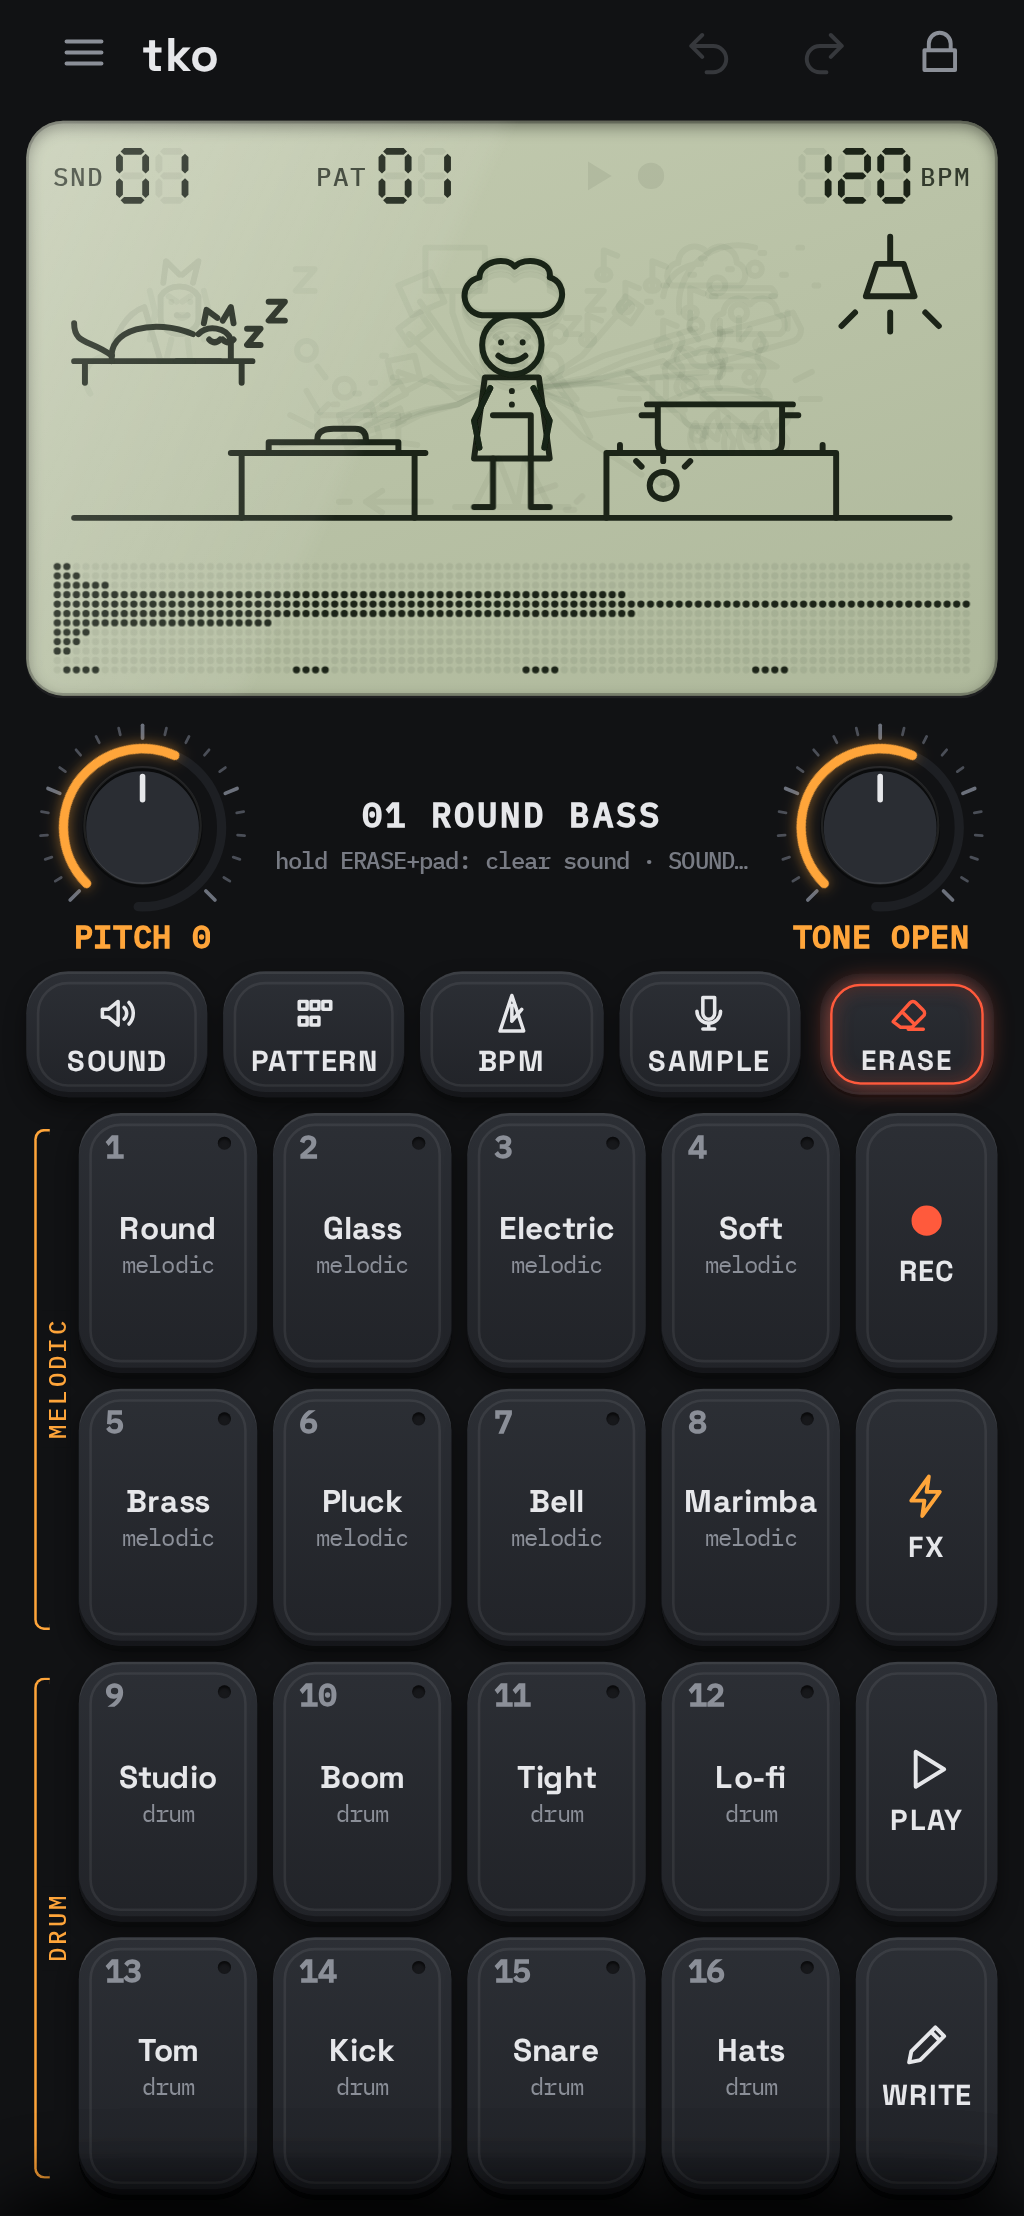 tko
SND 01 PAT 01 120 BPM
z z
01 ROUND BASS
hold ERASE+pad: clear sound · SOUND…
PITCH 0 TONE OPEN
SOUND PATTERN BPM SAMPLE ERASE
MELODIC
1 2 3 4
Round Glass Electric Soft
melodic melodic melodic melodic
REC
5 6 7 8
Brass Pluck Bell Marimba
melodic melodic melodic melodic
FX
DRUM
9 10 11 12
Studio Boom Tight Lo-fi
drum drum drum drum
PLAY
13 14 15 16
Tom Kick Snare Hats
drum drum drum drum
WRITE